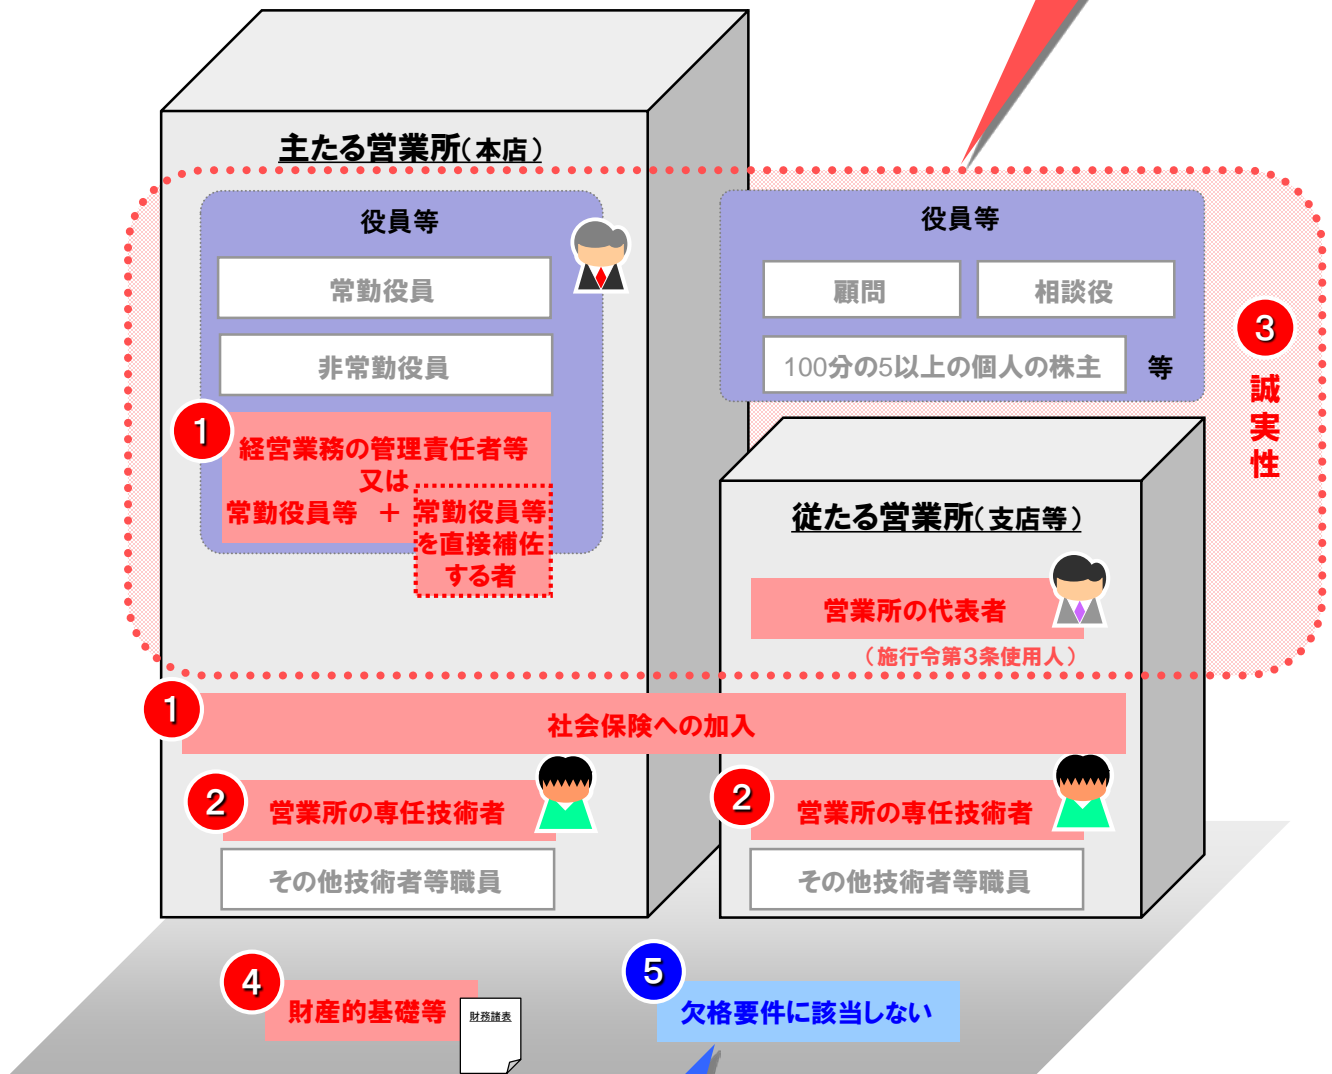 主たる営業所(本店)
役員等
常勤役員
非常勤役員
1
経営業務の管理責任者等
又は
常勤役員等 + 常勤役員等
を直接補佐
する者
役員等
顧問 相談役
100分の5以上の個人の株主 等
3
誠実性
従たる営業所(支店等)
営業所の代表者
(施行令第3条使用人)
1
社会保険への加入
2
営業所の専任技術者
その他技術者等職員
2
営業所の専任技術者
その他技術者等職員
4
財産的基礎等
財務諸表
5
欠格要件に該当しない